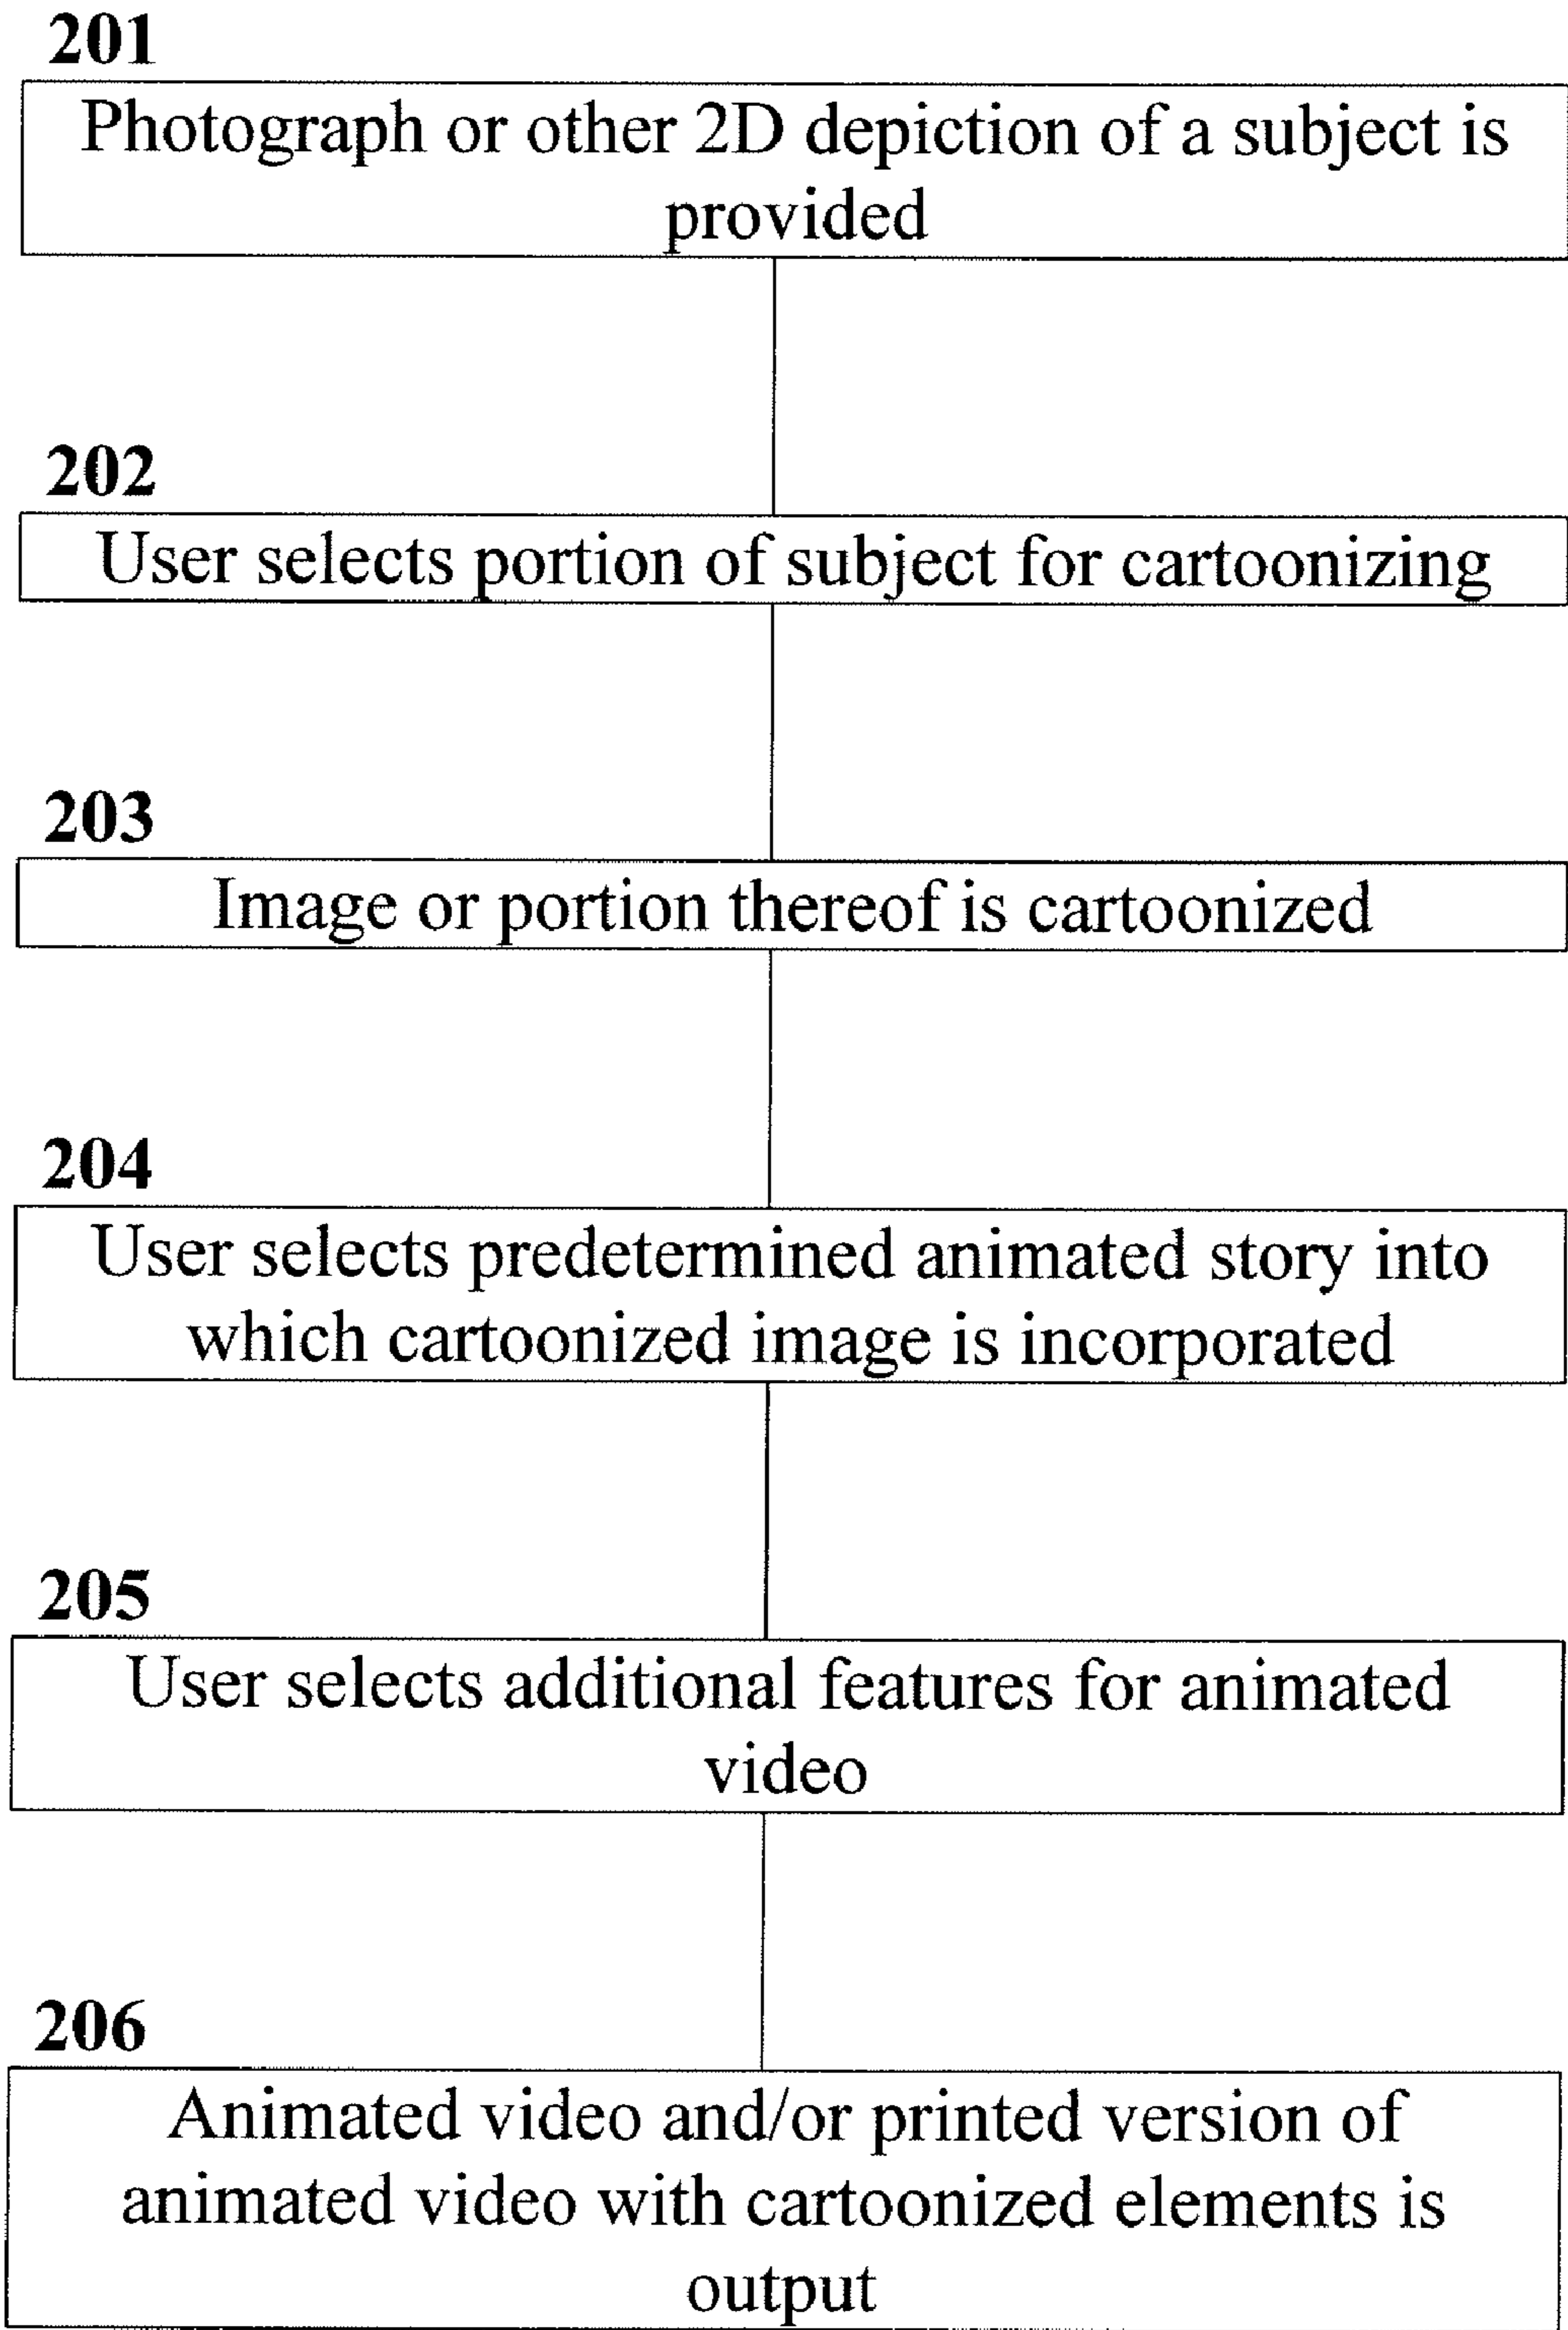 201
Photograph or other 2D depiction of a subject is
provided
202
User selects portion of subject for cartoonizing
203
Image or portion thereof is cartoonized
204
User selects predetermined animated story into
which cartoonized image is incorporated
205
User selects additional features for animated
video
206
Animated video and/or printed version of
animated video with cartoonized elements is
output